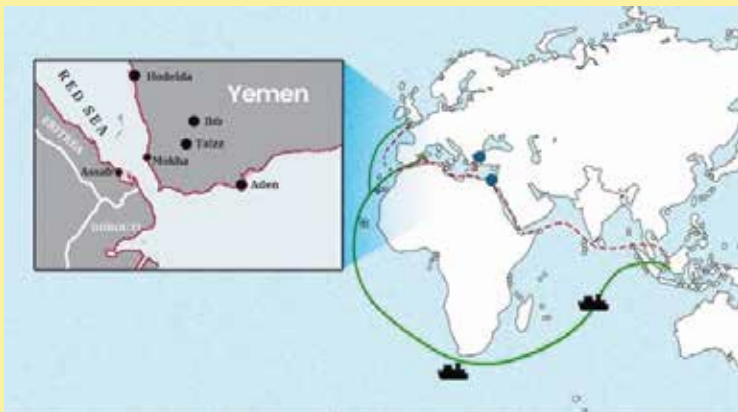 Hodeida
RED SEA
Yemen
Ibb
ERITREA
Taizz
Mokha
Assab
Aden
DJIBOUTI